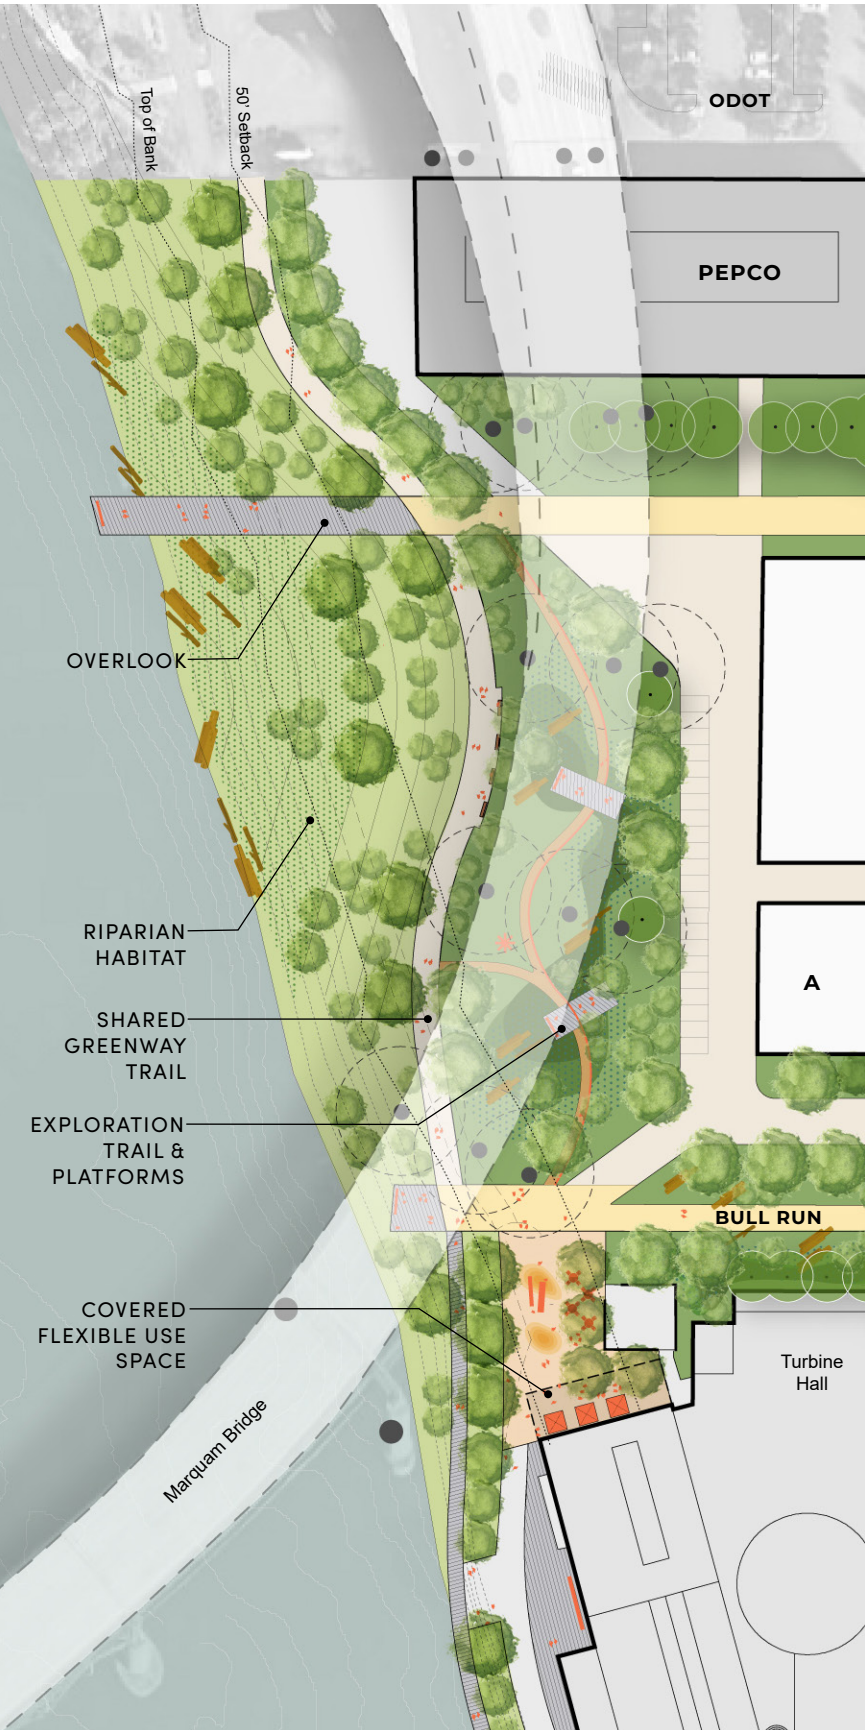 ODOT
Top of Bank
50' Setback
PEPCO
OVERLOOK
RIPARIAN
HABITAT
A
SHARED
GREENWAY
TRAIL
EXPLORATION
TRAIL &
PLATFORMS
BULL RUN
COVERED
FLEXIBLE USE
SPACE
Turbine
Hall
Marquam Bridge